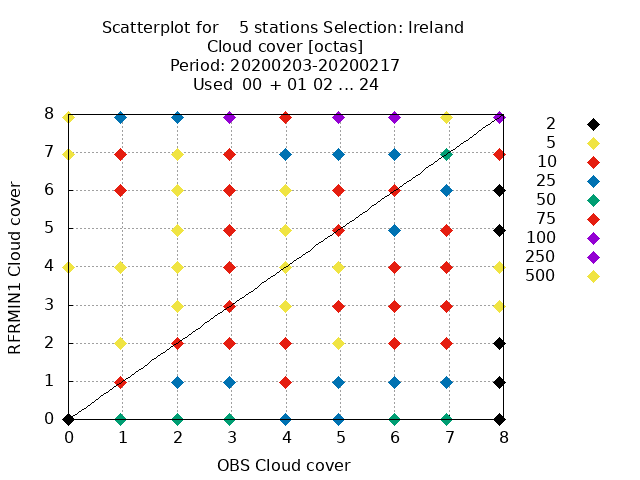 Scatterplot for    5 stations Selection: Ireland
Cloud cover [octas]
Period: 20200203-20200217
Used  00  + 01 02 ... 24
RFRMIN1 Cloud cover
8
7
6
5
4
3
2
1
0
0 1 2 3 4 5 6 7 8
OBS Cloud cover
2
5
10
25
50
75
100
250
500